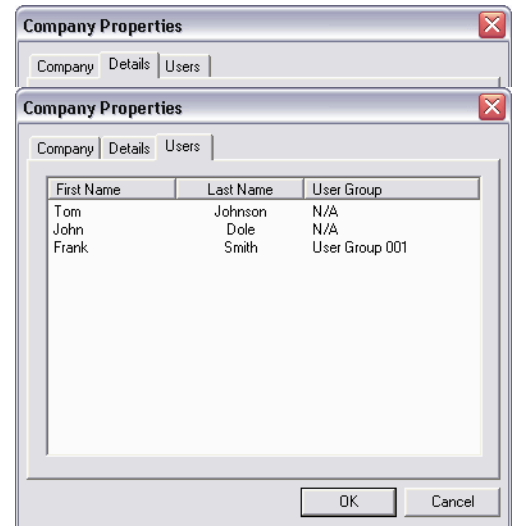 Company Properties
Company Details Users
Company Properties
Company Details Users
First Name Last Name User Group
Tom Johnson N/A
John Dole N/A
Frank Smith User Group 001
OK Cancel